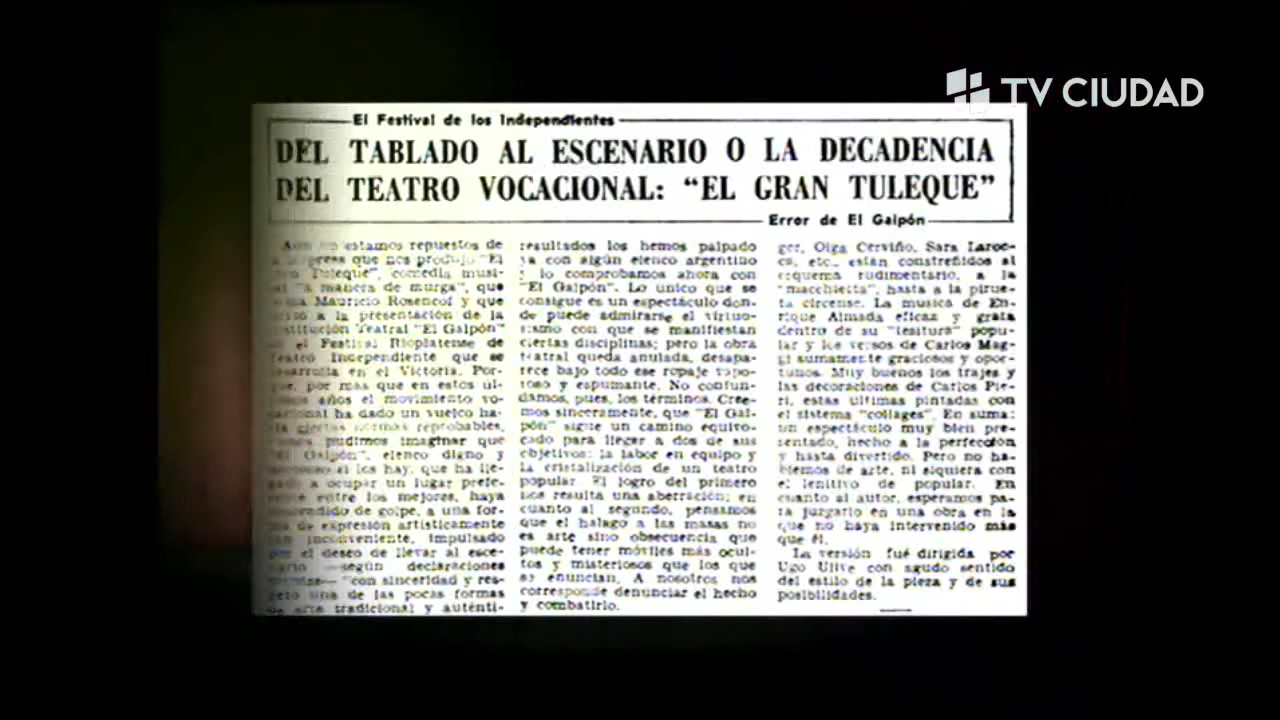 TV CIUDAD
El Festival de los Independientes
DEL TABLADO AL ESCENARIO O LA DECADENCIA
DEL TEATRO VOCACIONAL: "EL GRAN TULEQUE"
Error de El Galpón
estamos repuestos de
que nos produjo "El
Tuleque", comedia musi-
"a manera de murga", que
Mauricio Rosencof y que
a la presentación de la
Teatral "El Galpón"
el Festival Rioplatense de
Teatro Independiente que se
en el Victoria. Por-
por más que en estos úl-
años el movimiento vo-
ha dado un vuelco ha-
normas reprobables,
pudimos imaginar que
"El Galpón", elenco digno y
si los hay, que ha lle-
a ocupar un lugar prefe-
entre los mejores, haya
de golpe, a una for-
de expresión artísticamente
inconveniente, impulsado
por el deseo de llevar al esce-
según declaraciones
"con sinceridad y res-
una de las pocas formas
de arte tradicional y auténti-
resultados los hemos palpado
ya con algún elenco argentino
y lo comprobamos ahora con
"El Galpón". Lo unico que se
consigue es un espectáculo don-
de puede admirarse el virtuo-
sismo con que se manifiestan
ciertas disciplinas; pero la obra
teatral queda anulada, desapa-
rece bajo todo ese ropaje vapo-
roso y espumante. No confun-
damos, pues, los términos. Cree-
mos sinceramente, que "El Gal-
pón" sigue un camino equivo-
cado para llegar a dos de sus
objetivos: la labor en equipo y
la cristalización de un teatro
popular. El logro del primero
nos resulta una aberración; en
cuanto al segundo, pensamos
que el halago a las masas no
es arte sino obsecuencia que
puede tener móviles más ocul-
tos y misteriosos que los que
se enuncian. A nosotros nos
corresponde denunciar el hecho
y combatirlo.
ger, Olga Cerviño, Sara Laroc-
ca, etc., están constreñidos al
esquema rudimentario, a la
"macchietta", hasta a la pirue-
ta circense. La musica de En-
rique Almada eficaz y grata
dentro de su "tesitura" popu-
lar y los versos de Carlos Mag-
gi sumamente graciosos y opor-
tunos. Muy buenos los trajes y
las decoraciones de Carlos Pie-
ri, estas ultimas pintadas con
el sistema "collages". En suma:
un espectáculo muy bien pre-
sentado, hecho a la perfección
y hasta divertido. Pero no ha-
blemos de arte, ni siquiera con
el lenitivo de popular. En
cuanto al autor, esperamos pa-
ra juzgarlo en una obra en la
que no haya intervenido más
que él.
La versión fué dirigida por
Ugo Ulive con agudo sentido
del estilo de la pieza y de sus
posibilidades.